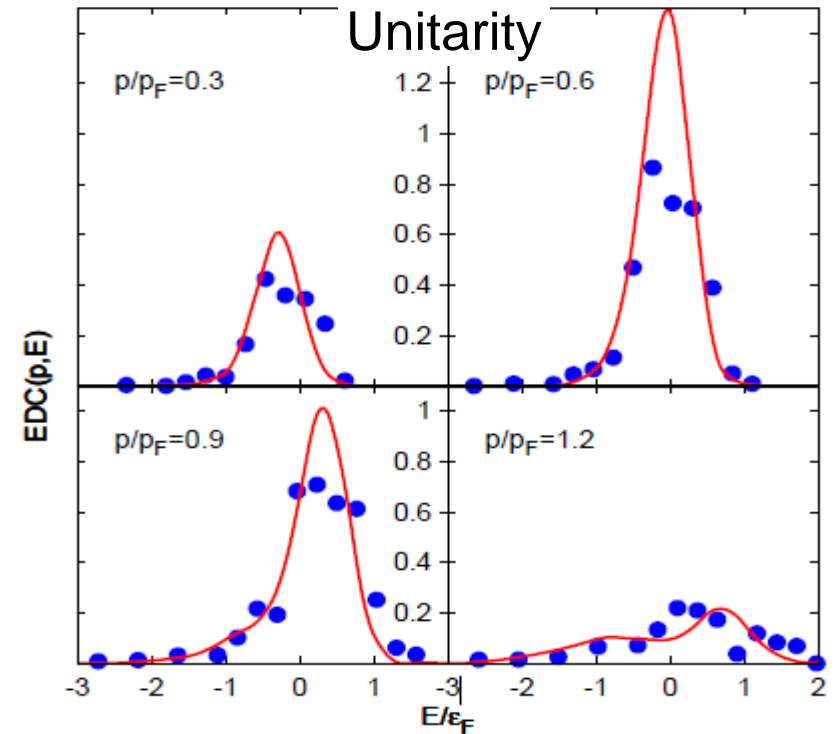 Unitarity
p/pF=0.3
1.2
p/pF=0.6
1
0.8
0.6
0.4
0.2
EDC(p,E)
p/pF=0.9
1
p/pF=1.2
0.8
0.6
0.4
0.2
-3 -2 -1 0 1 -3 -2 -1 0 1 2
E/εF